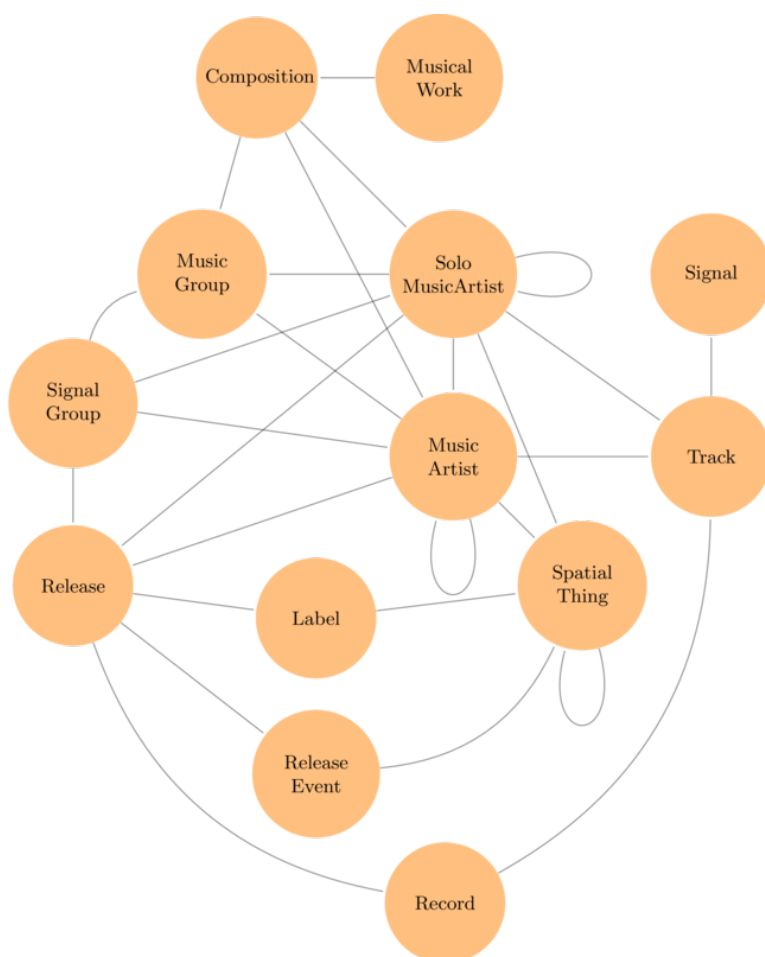 Composition
Musical
Work
Music
Group
Solo
MusicArtist
Signal
Signal
Group
Music
Artist
Track
Release
Label
Spatial
Thing
Release
Event
Record